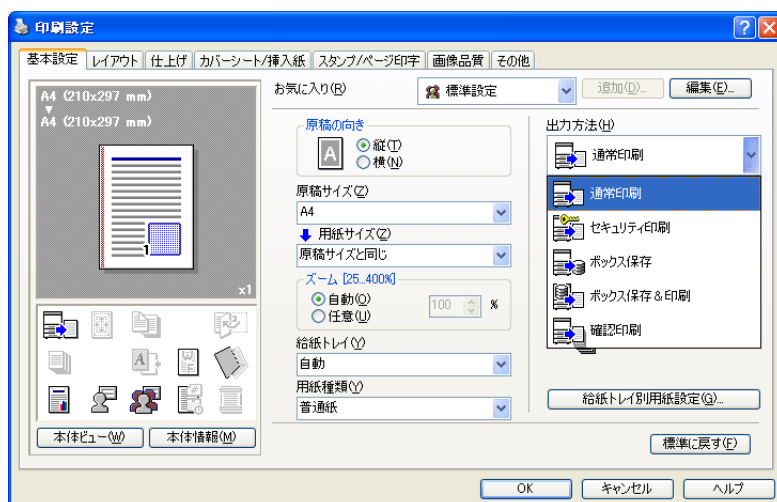 印刷設定
基本設定 レイアウト 仕上げ カバーシート/挿入紙 スタンプ/ページ印字 画像品質 その他
A4 (210x297 mm)
A4 (210x297 mm)
1
x1
本体ビュー(W) 本体情報(M)
お気に入り(R) 標準設定 追加(D)... 編集(E)...
原稿の向き
A
縦(T)
横(N)
原稿サイズ(Z)
A4
用紙サイズ(Z)
原稿サイズと同じ
ズーム [25...400%]
自動(O)
任意(U)
100 %
給紙トレイ(Y)
自動
用紙種類(Y)
普通紙
出力方法(H)
通常印刷
通常印刷
セキュリティ印刷
ボックス保存
ボックス保存 & 印刷
確認印刷
給紙トレイ別用紙設定(G)...
標準に戻す(F)
OK キャンセル ヘルプ